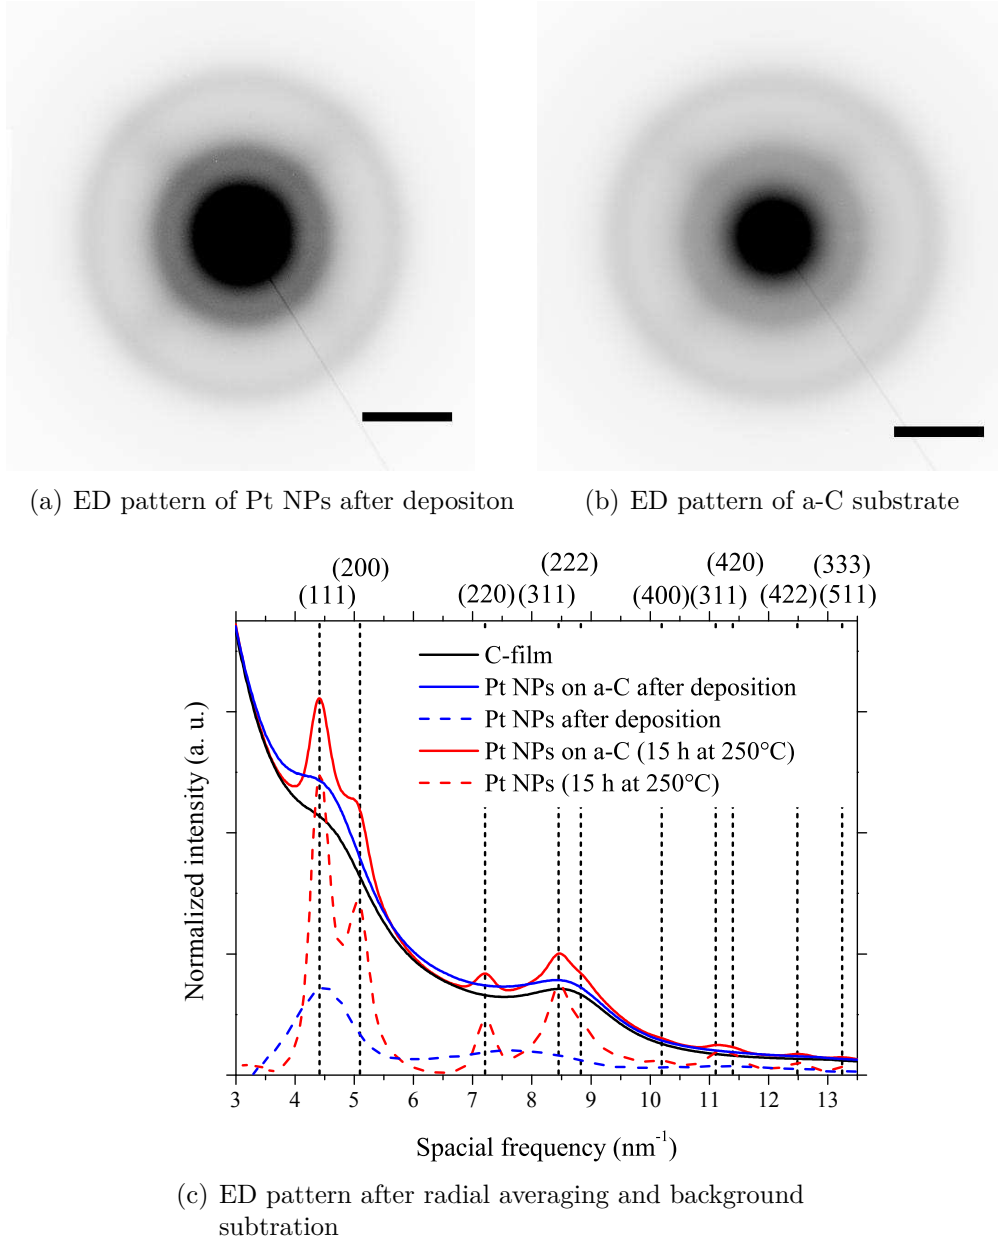 (a) ED pattern of Pt NPs after depositon
(b) ED pattern of a-C substrate
(200) (222) (420) (333)
(111) (220) (311) (400) (311) (422) (511)
C-film
Pt NPs on a-C after deposition
Pt NPs after deposition
Pt NPs on a-C (15 h at 250°C)
Pt NPs (15 h at 250°C)
Normalized intensity (a. u.)
3 4 5 6 7 8 9 10 11 12 13
Spacial frequency (nm⁻¹)
(c) ED pattern after radial averaging and background
subtration